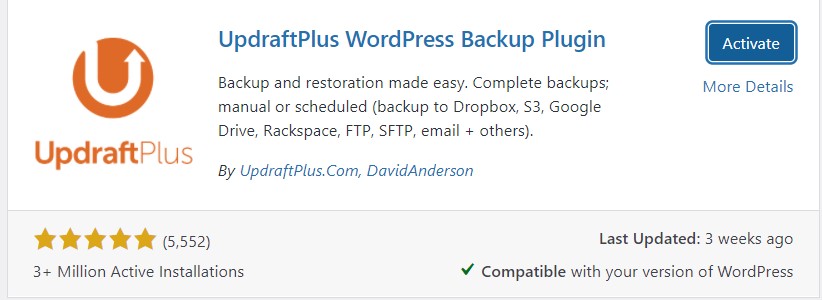 UpdraftPlus WordPress Backup Plugin
Activate
More Details
Backup and restoration made easy. Complete backups;
manual or scheduled (backup to Dropbox, S3, Google
Drive, Rackspace, FTP, SFTP, email + others).
By UpdraftPlus.Com, DavidAnderson
UpdraftPlus
(5,552)
3+ Million Active Installations
Last Updated: 3 weeks ago
Compatible with your version of WordPress